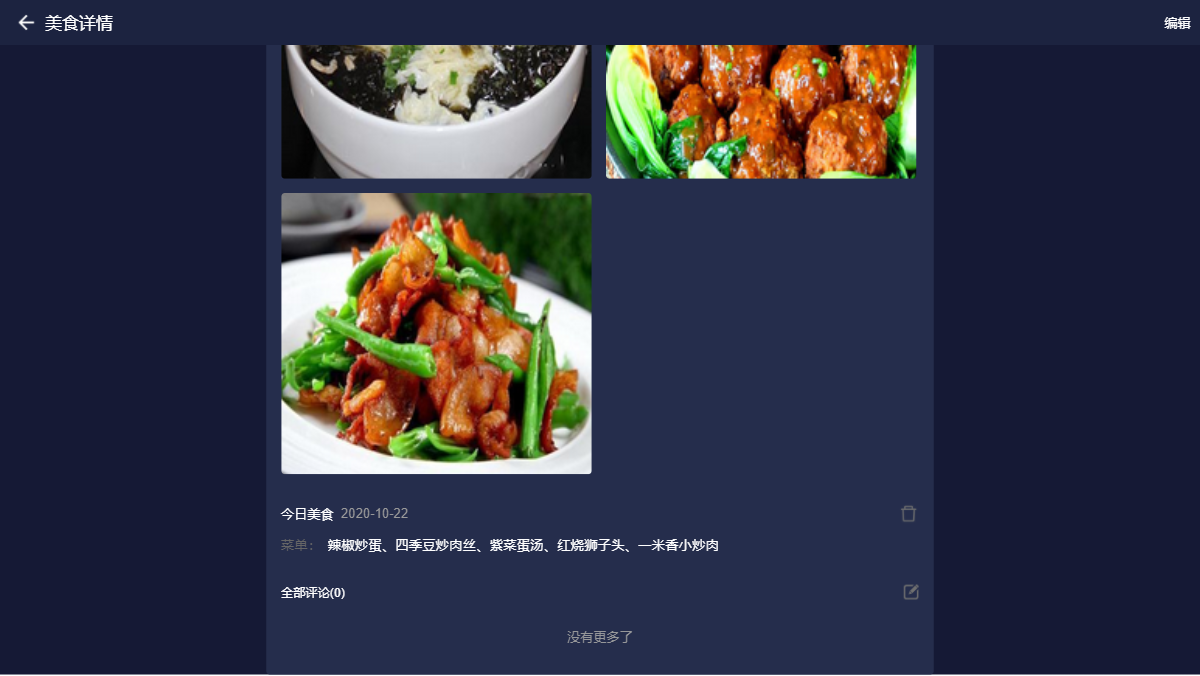 美食详情
编辑
今日美食 2020-10-22
菜单： 辣椒炒蛋、四季豆炒肉丝、紫菜蛋汤、红烧狮子头、一米香小炒肉
全部评论(0)
没有更多了